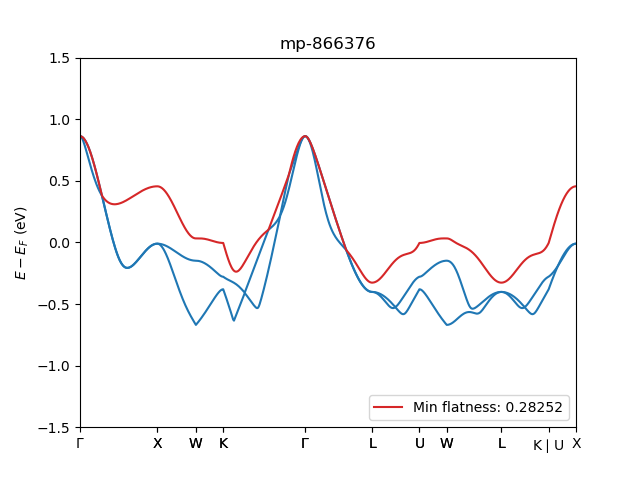 mp-866376
E − E_F (eV)
1.5
1.0
0.5
0.0
−0.5
−1.0
−1.5
Min flatness: 0.28252
Γ X W K Γ L U W L K | U X